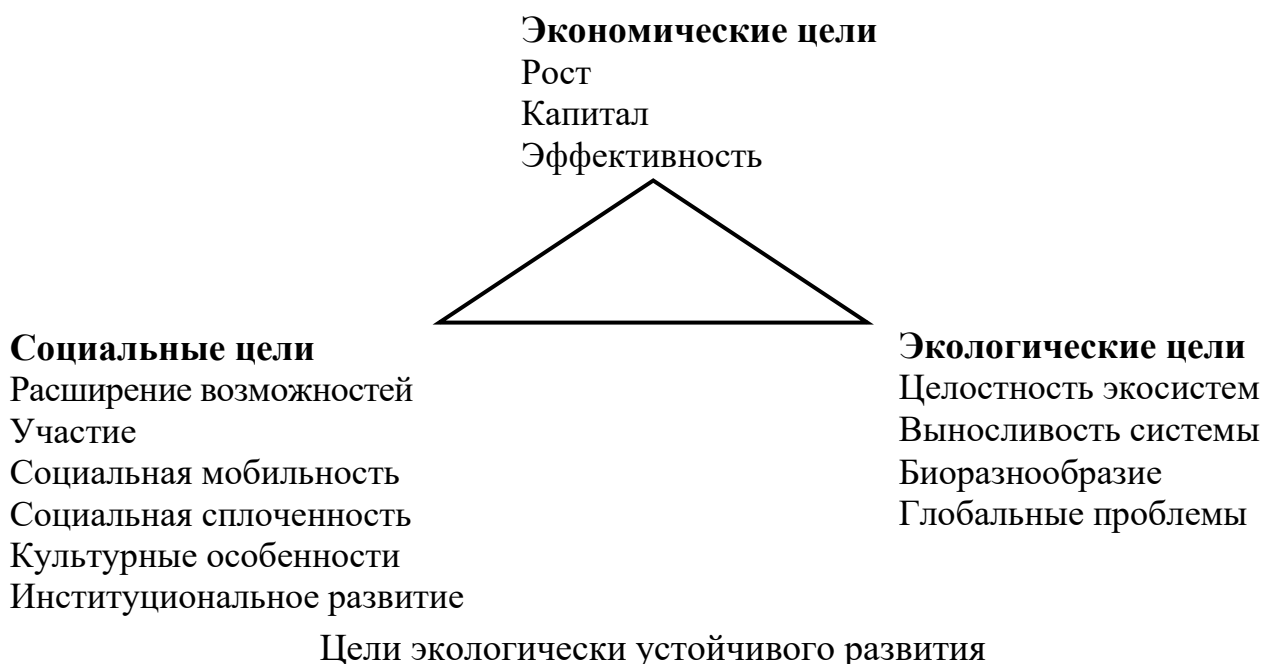 Экономические цели
Рост
Капитал
Эффективность
Социальные цели
Расширение возможностей
Участие
Социальная мобильность
Социальная сплоченность
Культурные особенности
Институциональное развитие
Экологические цели
Целостность экосистем
Выносливость системы
Биоразнообразие
Глобальные проблемы
Цели экологически устойчивого развития